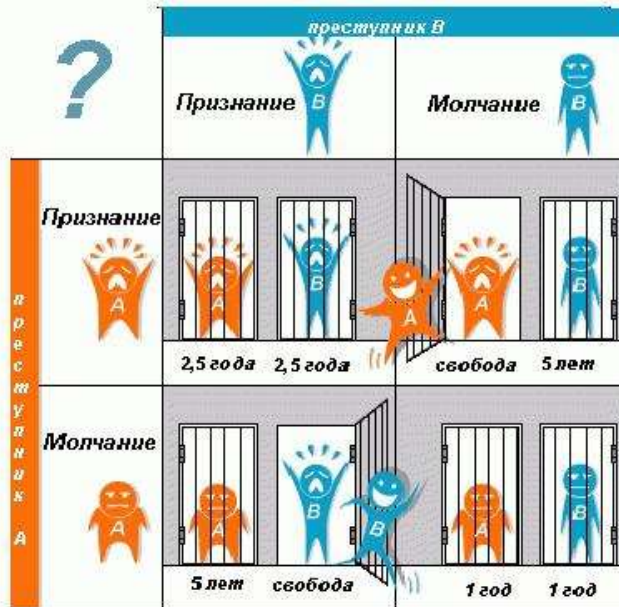 преступник В
?
Признание
В
Молчание
В
преступник А
Признание
А
А
В
А
А
В
2,5 года 2,5 года
свобода 5 лет
Молчание
А
А
В
В
А
В
5 лет свобода
1 год 1 год